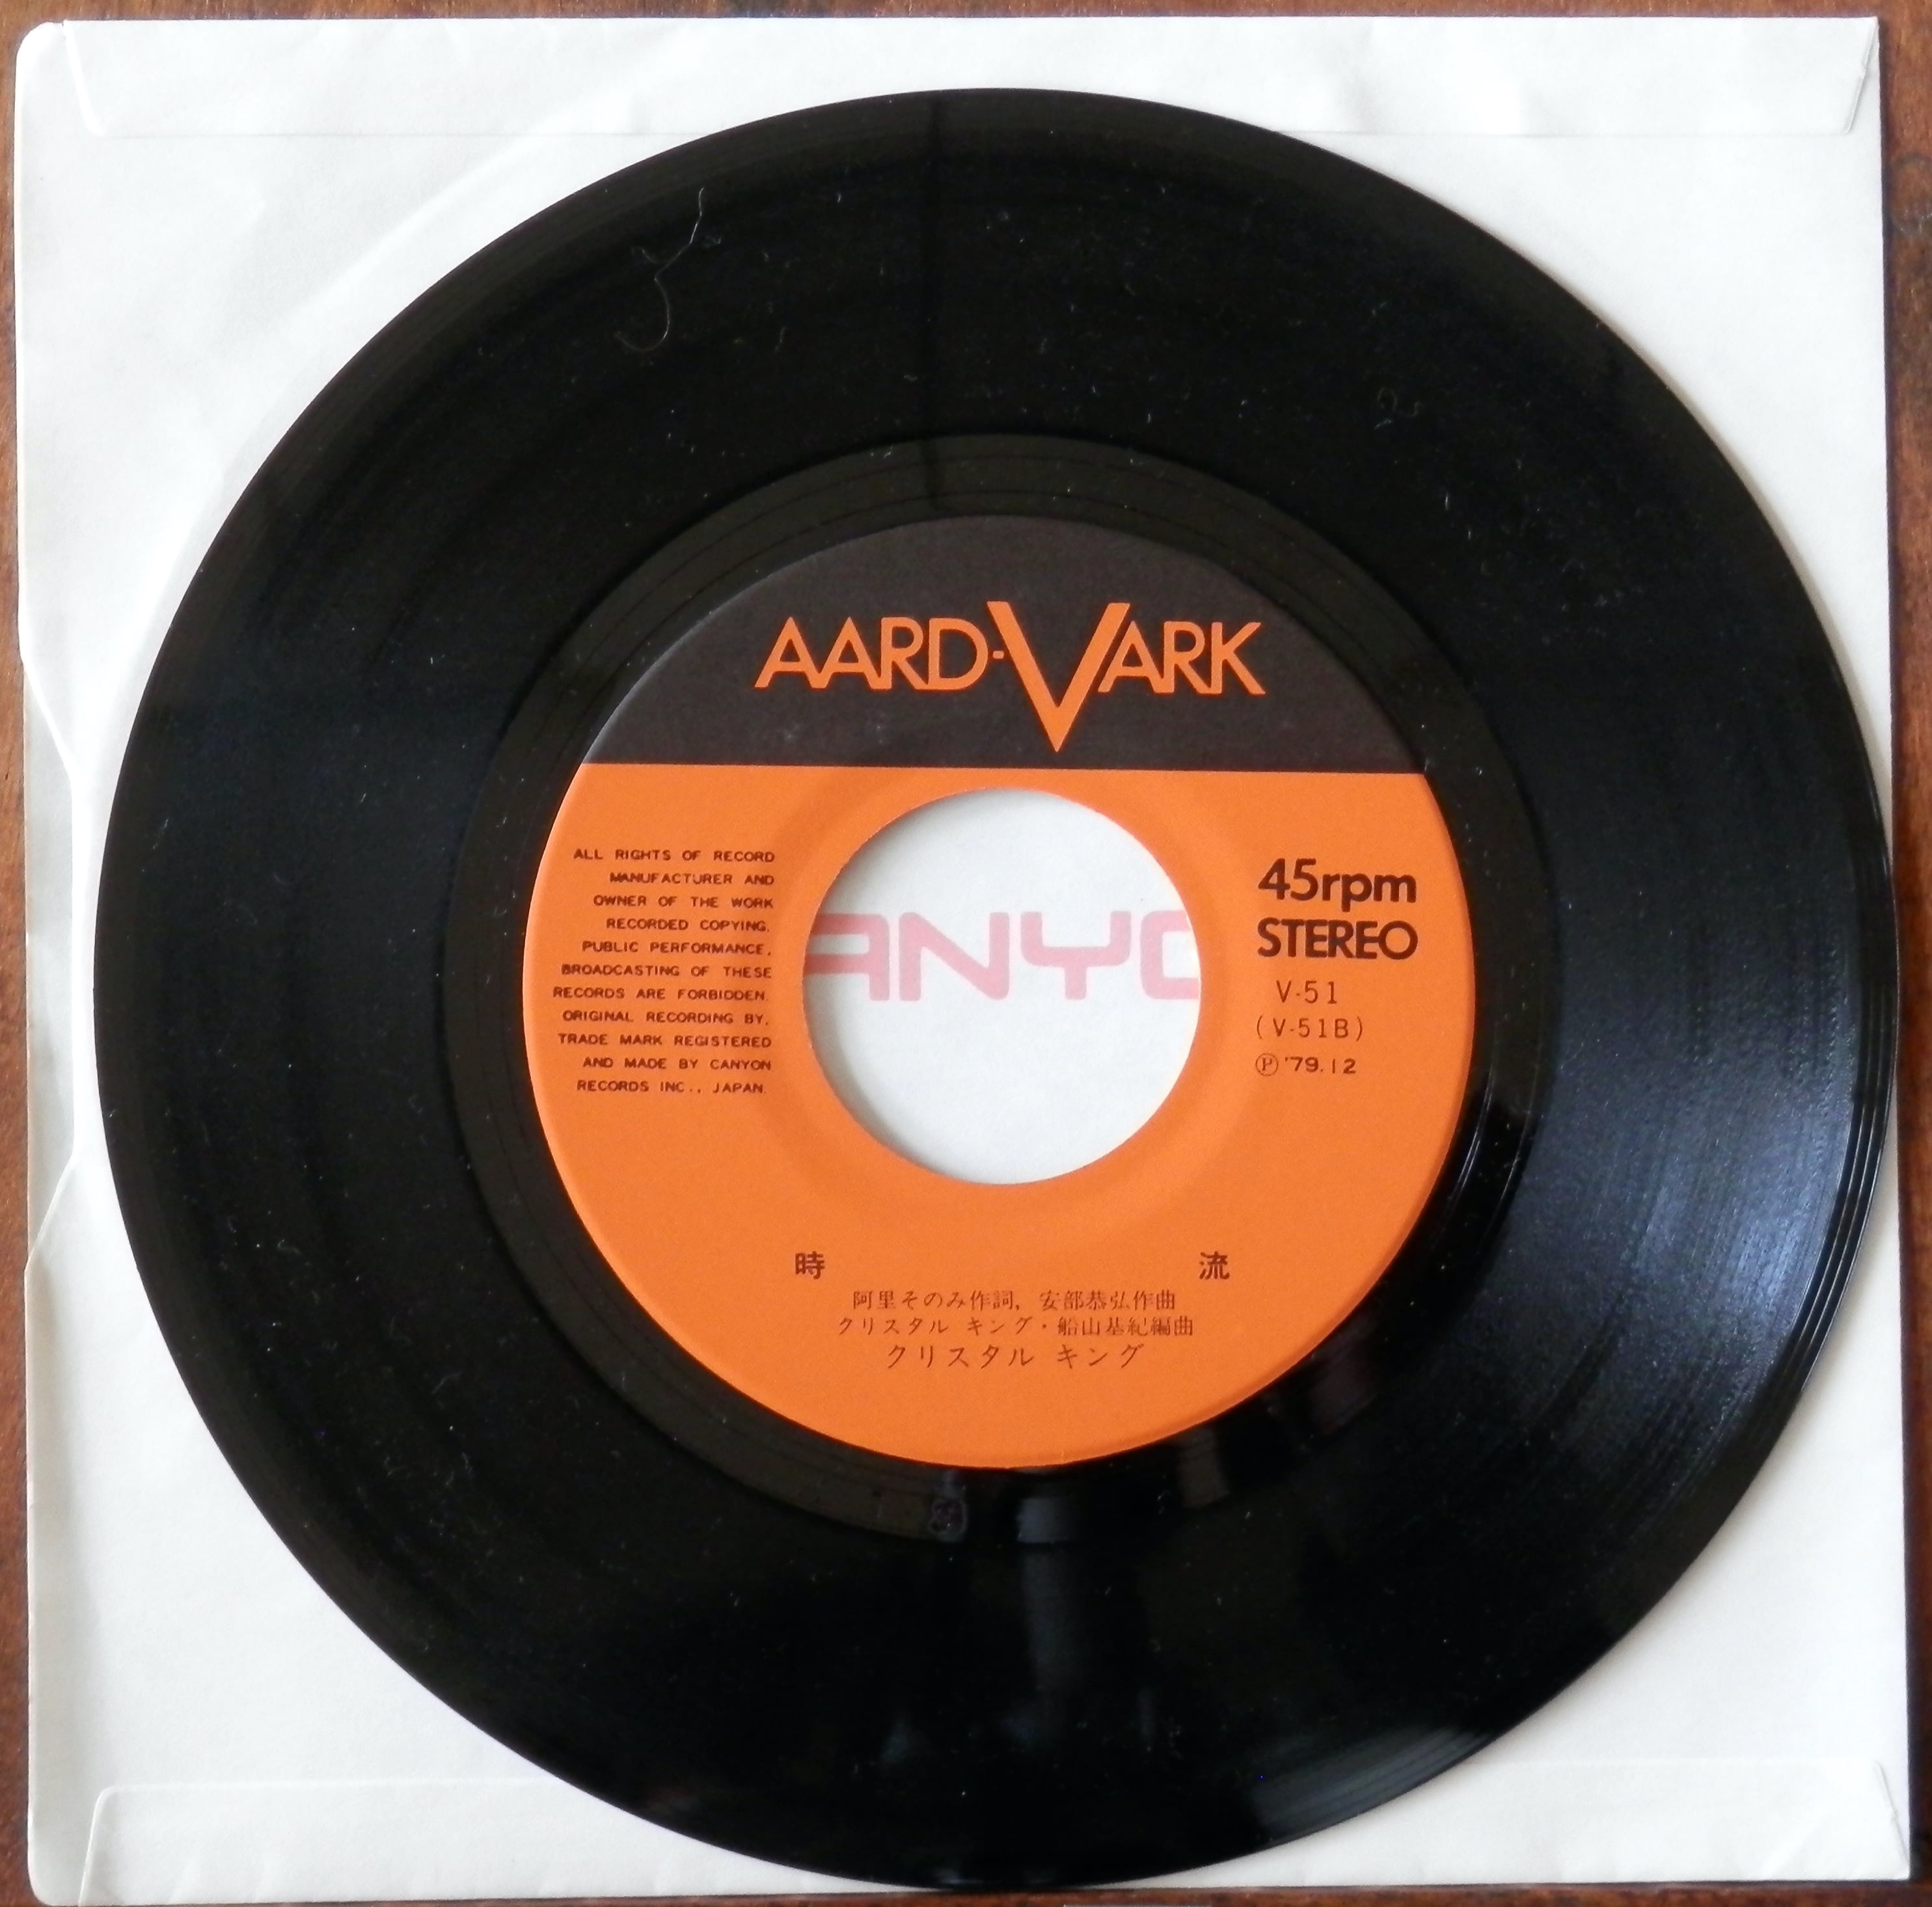 AARD-VARK
ALL RIGHTS OF RECORD
MANUFACTURER AND
OWNER OF THE WORK
RECORDED COPYING,
PUBLIC PERFORMANCE,
BROADCASTING OF THESE
RECORDS ARE FORBIDDEN.
ORIGINAL RECORDING BY,
TRADE MARK REGISTERED
AND MADE BY CANYON
RECORDS INC., JAPAN.
ANYO
45rpm
STEREO
V-51
(V-51B)
Ⓟ '79.12
時 流
阿里そのみ作詞, 安部恭弘作曲
クリスタル キング・船山基紀編曲
クリスタル キング